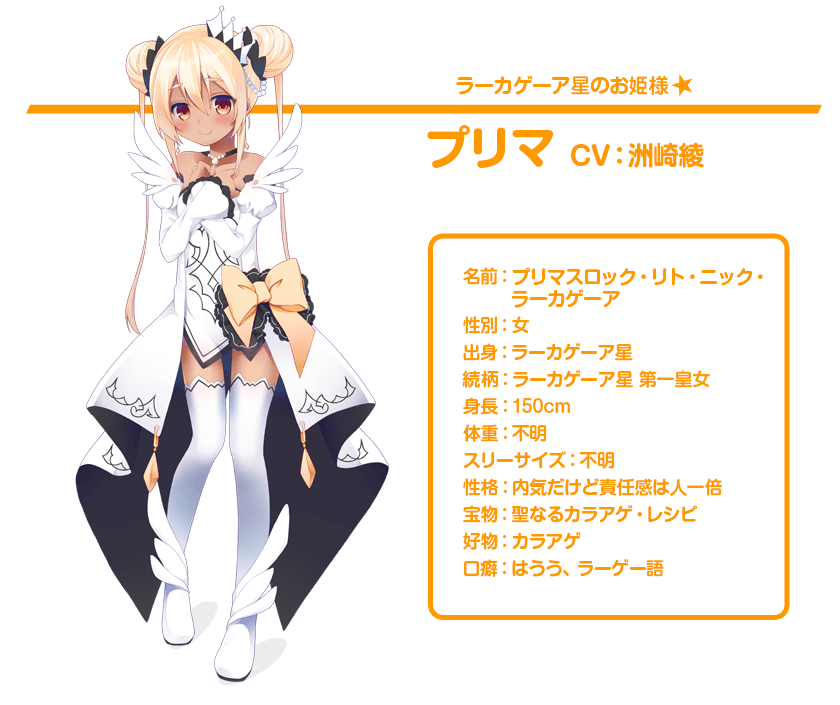 ラーカゲーア星のお姫様★
プリマ CV：洲崎綾
名前：プリマスロック・リト・ニック・
ラーカゲーア
性別：女
出身：ラーカゲーア星
続柄：ラーカゲーア星 第一皇女
身長：150cm
体重：不明
スリーサイズ：不明
性格：内気だけど責任感は人一倍
宝物：聖なるカラアゲ・レシピ
好物：カラアゲ
口癖：はうう、ラーゲー語